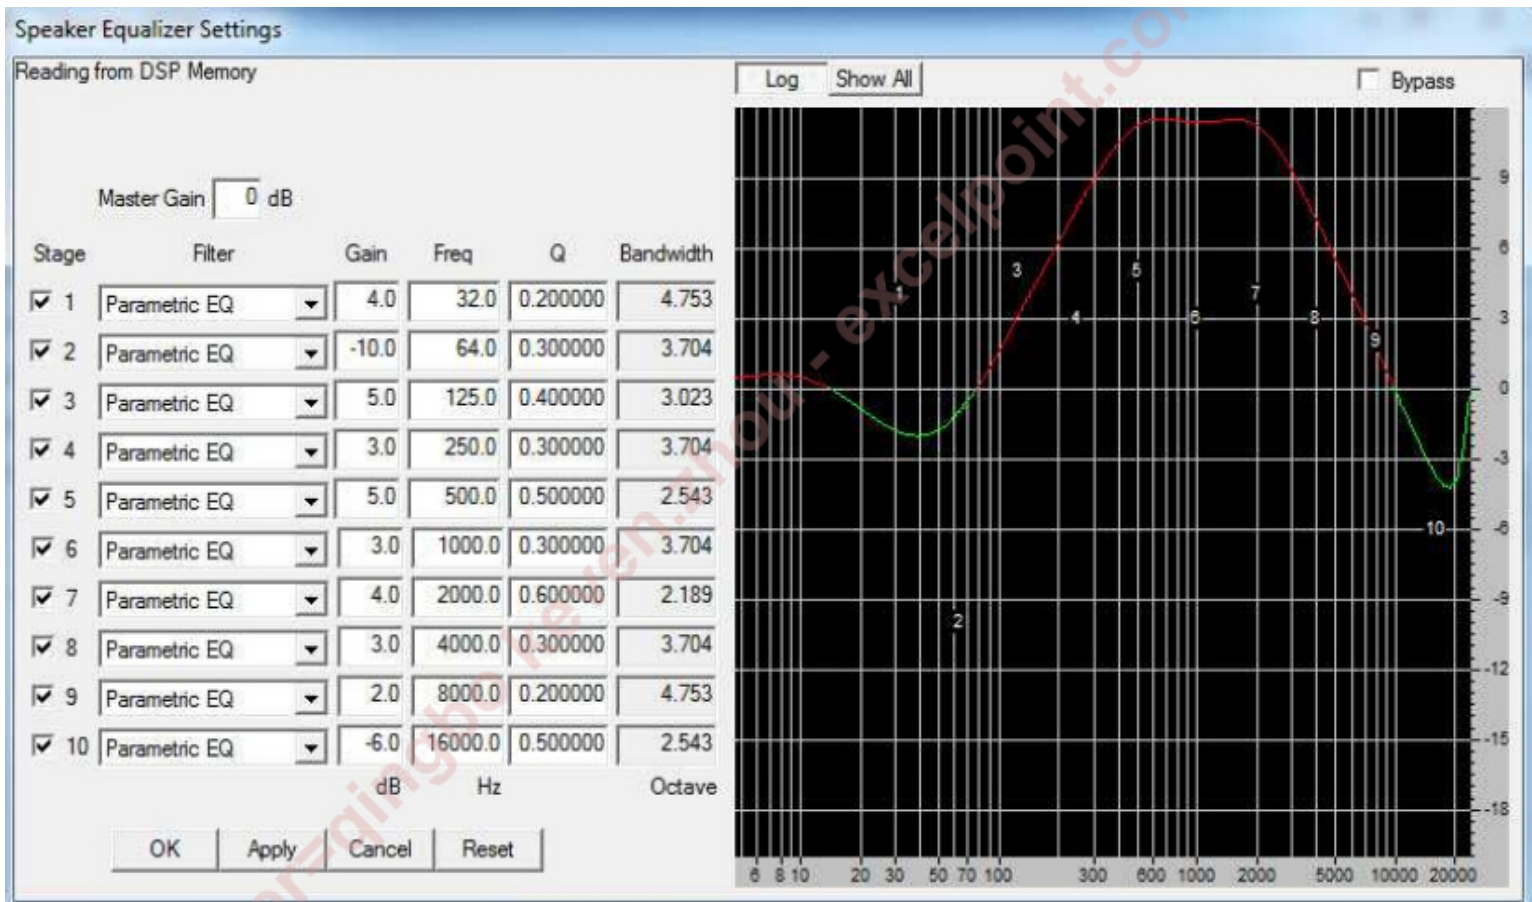 Speaker Equalizer Settings
Reading from DSP Memory
Log Show All Bypass
Master Gain 0 dB
Stage Filter Gain Freq Q Bandwidth
1 Parametric EQ 4.0 32.0 0.200000 4.753
2 Parametric EQ -10.0 64.0 0.300000 3.704
3 Parametric EQ 5.0 125.0 0.400000 3.023
4 Parametric EQ 3.0 250.0 0.300000 3.704
5 Parametric EQ 5.0 500.0 0.500000 2.543
6 Parametric EQ 3.0 1000.0 0.300000 3.704
7 Parametric EQ 4.0 2000.0 0.600000 2.189
8 Parametric EQ 3.0 4000.0 0.300000 3.704
9 Parametric EQ 2.0 8000.0 0.200000 4.753
10 Parametric EQ -6.0 16000.0 0.500000 2.543
dB Hz Octave
OK Apply Cancel Reset
9
6
3
0
-3
-6
-9
-12
-15
-18
1 2 3 4 5 6 7 8 9 10
6 8 10 20 30 50 70 100 300 600 1000 2000 5000 10000 20000
er=qingbo keven.zhou - excelpoint.co